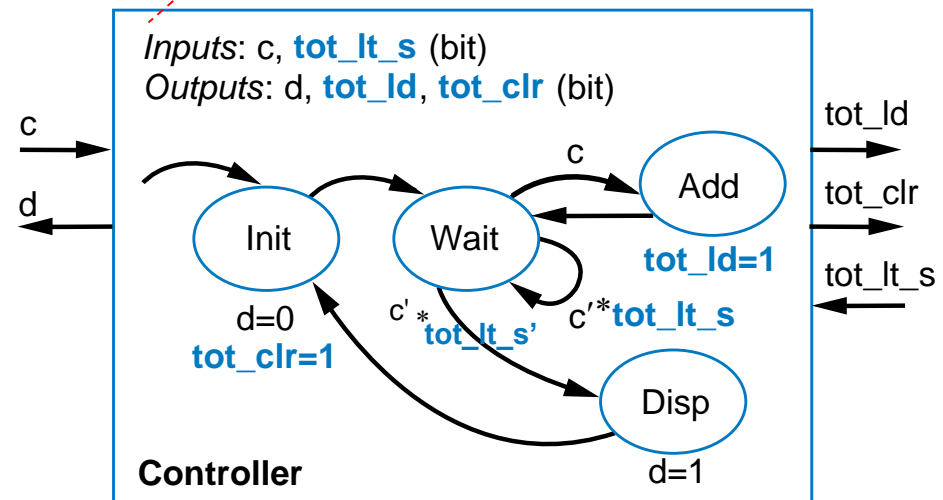 Inputs: c, tot_lt_s (bit)
Outputs: d, tot_ld, tot_clr (bit)
c
d
tot_ld
tot_clr
tot_lt_s
c
Add
tot_ld=1
Init
Wait
d=0
tot_clr=1
c' * tot_lt_s’
c′* tot_lt_s
Disp
d=1
Controller